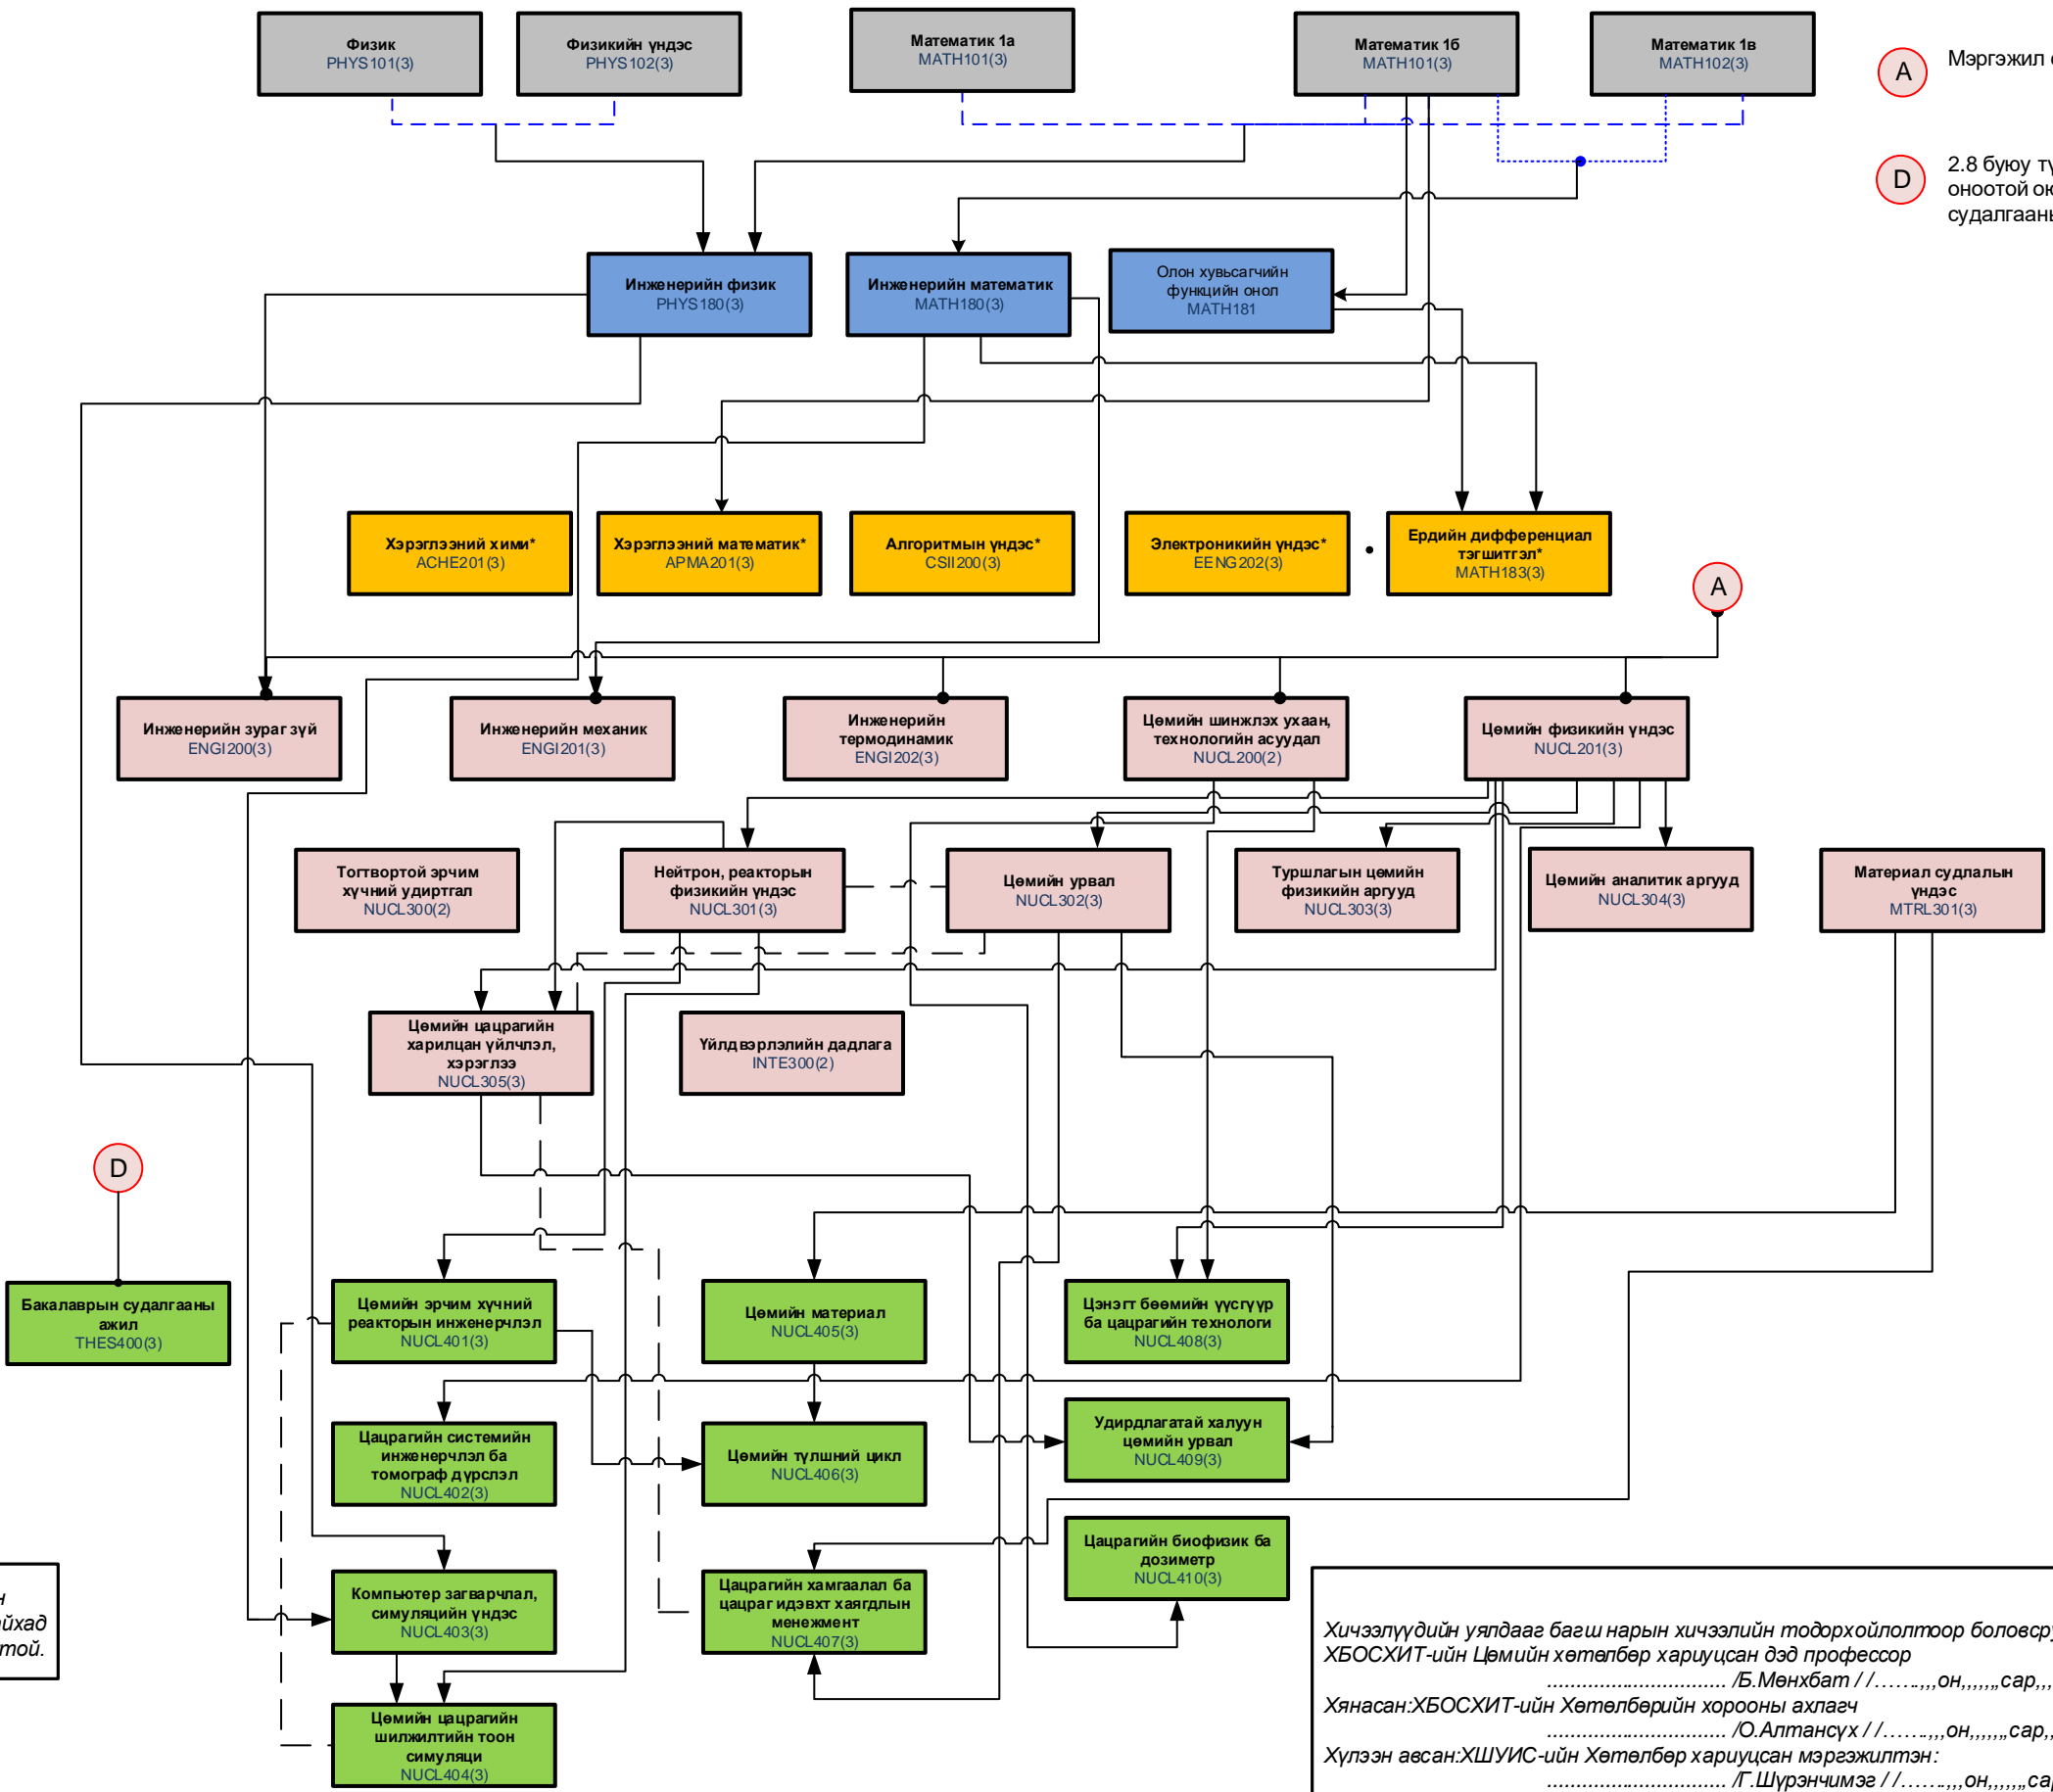 Физик
PHYS101(3)
Физикийн үндэс
PHYS102(3)
Математик 1а
MATH101(3)
Математик 1б
MATH101(3)
Математик 1в
MATH102(3)
A
Мэргэжил
D
2.8 буюу
оноотой
Инженерийн физик
PHYS180(3)
Инженерийн математик
MATH180(3)
Олон хувьсагчийн
функцийн онол
MATH181
Хэрэглээний хими*
ACHE201(3)
Хэрэглээний математик*
APMA201(3)
Алгоритмын үндэс*
CSII200(3)
Электроникийн үндэс*
EENG202(3)
Ердийн дифференциал
тэгшитгэл*
MATH183(3)
A
Инженерийн зураг зүй
ENGI200(3)
Инженерийн механик
ENGI201(3)
Инженерийн
термодинамик
ENGI202(3)
Цөмийн шинжлэх ухаан,
технологийн асуудал
NUCL200(2)
Цөмийн физикийн үндэс
NUCL201(3)
Тогтвортой эрчим
хүчний удиртгал
NUCL300(2)
Нейтрон, реакторын
физикийн үндэс
NUCL301(3)
Цөмийн урвал
NUCL302(3)
Туршлагын цөмийн
физикийн аргууд
NUCL303(3)
Цөмийн аналитик аргууд
NUCL304(3)
Материал судлалын
үндэс
MTRL301(3)
Цөмийн цацрагийн
харилцан үйлчлэл,
хэрэглээ
NUCL305(3)
Үйлдвэрлэлийн дадлага
INTE300(2)
D
Бакалаврын судалгааны
ажил
THES400(3)
Цөмийн эрчим хүчний
реакторын инженерчлэл
NUCL401(3)
Цөмийн материал
NUCL405(3)
Цэнэгт бөөмийн үүсгүүр
ба цацрагийн технологи
NUCL408(3)
Цацрагийн системийн
инженерчлэл ба
томограф дүрслэл
NUCL402(3)
Цөмийн түлшний цикл
NUCL406(3)
Удирдлагатай халуун
цөмийн урвал
NUCL409(3)
Цацрагийн биофизик ба
дозиметр
NUCL410(3)
Компьютер загварчлал,
симуляцийн үндэс
NUCL403(3)
Цацрагийн хамгаалал ба
цацраг идэвхт хаягдлын
менежмент
NUCL407(3)
Цөмийн цацрагийн
шилжилтийн тоон
симуляци
NUCL404(3)
Хичээлүүдийн уялдааг багш нарын хичээлийн тодорхойлолтоор
ХБОСХИТ-ийн Цөмийн хөтөлбөр хариуцсан дэд профессор
................................ /Б.Мөнхбат / /…….,,,он,,,,,,сар,,,
Хянасан:ХБОСХИТ-ийн Хөтөлбөрийн хорооны ахлагч
................................ /О.Алтансүх / /…….,,,он,,,,,,сар,,
Хүлээн авсан:ХШУИС-ийн Хөтөлбөр хариуцсан мэргэжилтэн:
................................ /Г.Шүрэнчимэг / /…….,,,он,,,,,,